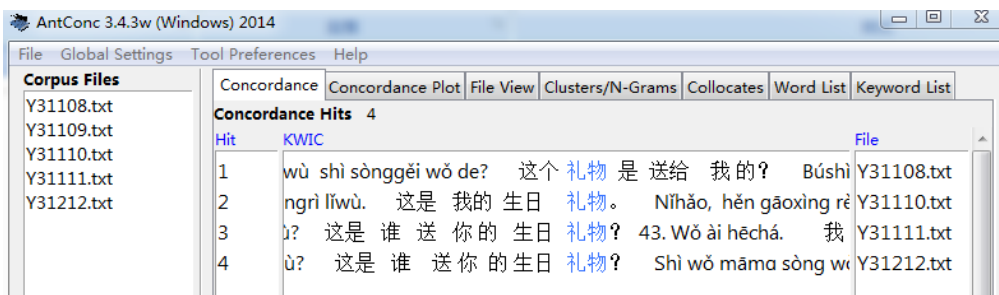 AntConc 3.4.3w (Windows) 2014
File Global Settings Tool Preferences Help
Corpus Files
Y31108.txt
Y31109.txt
Y31110.txt
Y31111.txt
Y31212.txt
Concordance Concordance Plot File View Clusters/N-Grams Collocates Word List Keyword List
Concordance Hits 4
Hit KWIC File
1 wù shì sònggěi wǒ de? 这个 礼物 是 送给 我的? Búshì Y31108.txt
2 ngrì lǐwù. 这是 我的 生日 礼物。 Nǐhǎo, hěn gāoxìng rè Y31110.txt
3 ù? 这是 谁 送 你的 生日 礼物? 43. Wǒ ài hēchá. 我 Y31111.txt
4 ù? 这是 谁 送你 的生日 礼物? Shì wǒ māma sòng wǒ Y31212.txt